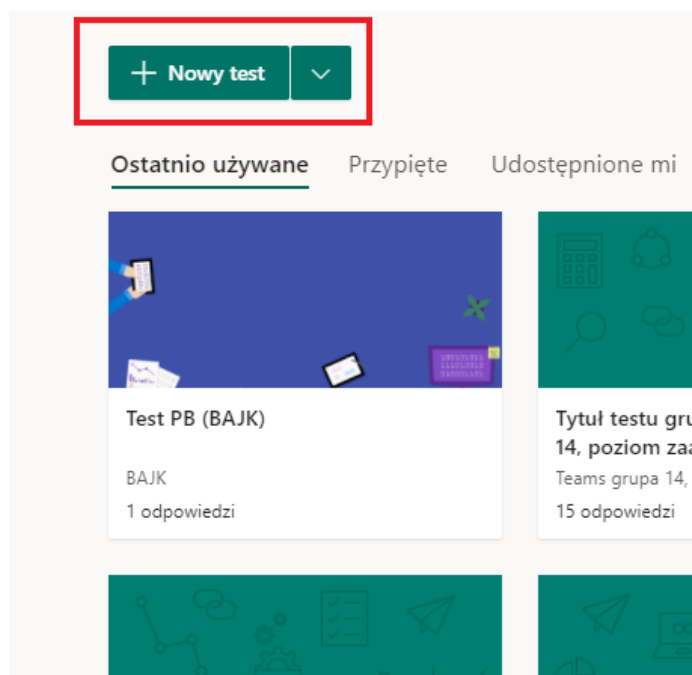 Nowy test
Ostatnio używane Przypięte Udostępnione mi
Test PB (BAJK)
BAJK
1 odpowiedzi
Tytuł testu gru
14, poziom zaa
Teams grupa 14,
15 odpowiedzi